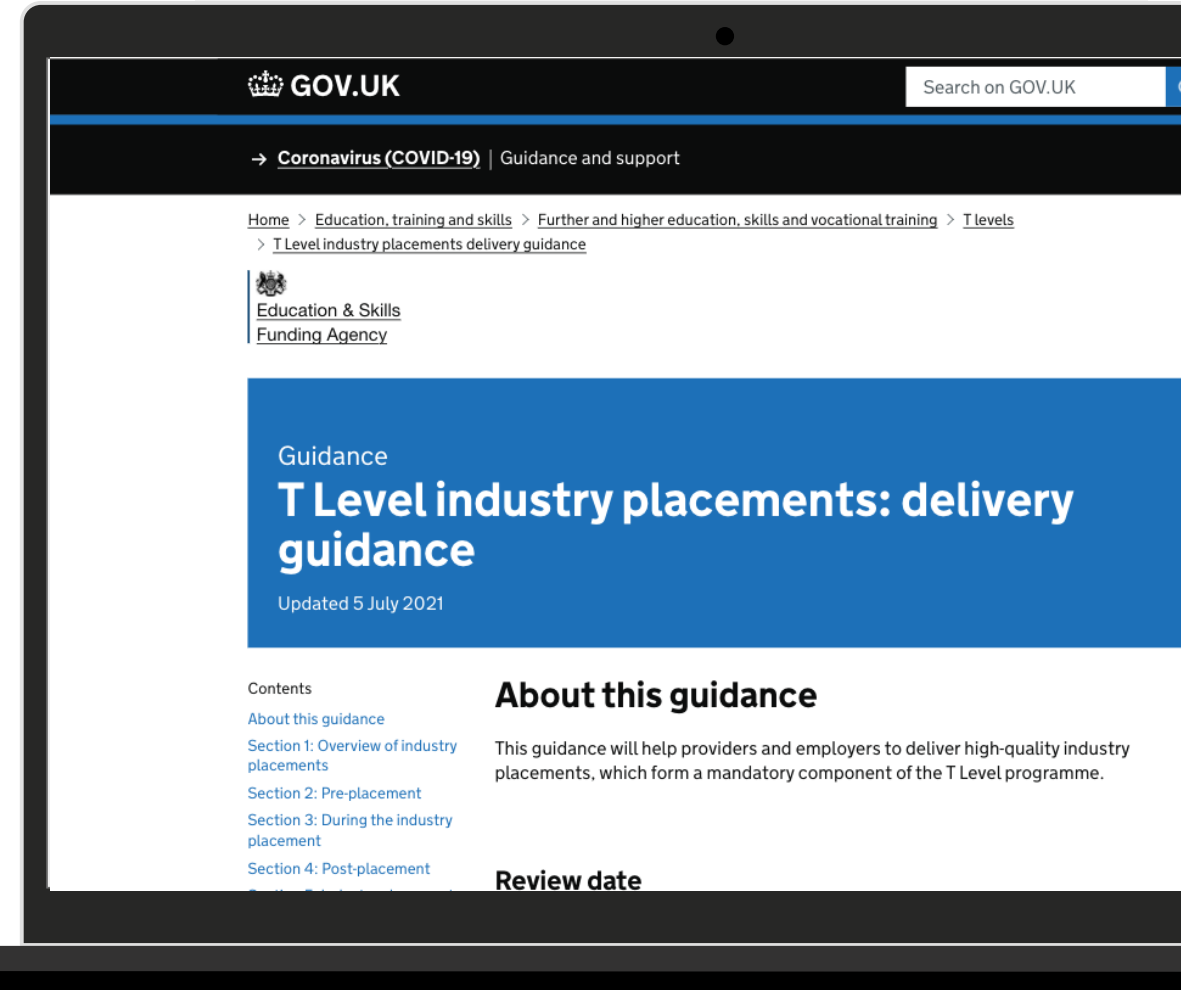 GOV.UK
Search on GOV.UK
→ Coronavirus (COVID-19) | Guidance and support
Home > Education, training and skills > Further and higher education, skills and vocational training > T levels
> T Level industry placements delivery guidance
Education & Skills
Funding Agency
Guidance
T Level industry placements: delivery
guidance
Updated 5 July 2021
Contents
About this guidance
Section 1: Overview of industry
placements
Section 2: Pre-placement
Section 3: During the industry
placement
Section 4: Post-placement
About this guidance
This guidance will help providers and employers to deliver high-quality industry
placements, which form a mandatory component of the T Level programme.
Review date